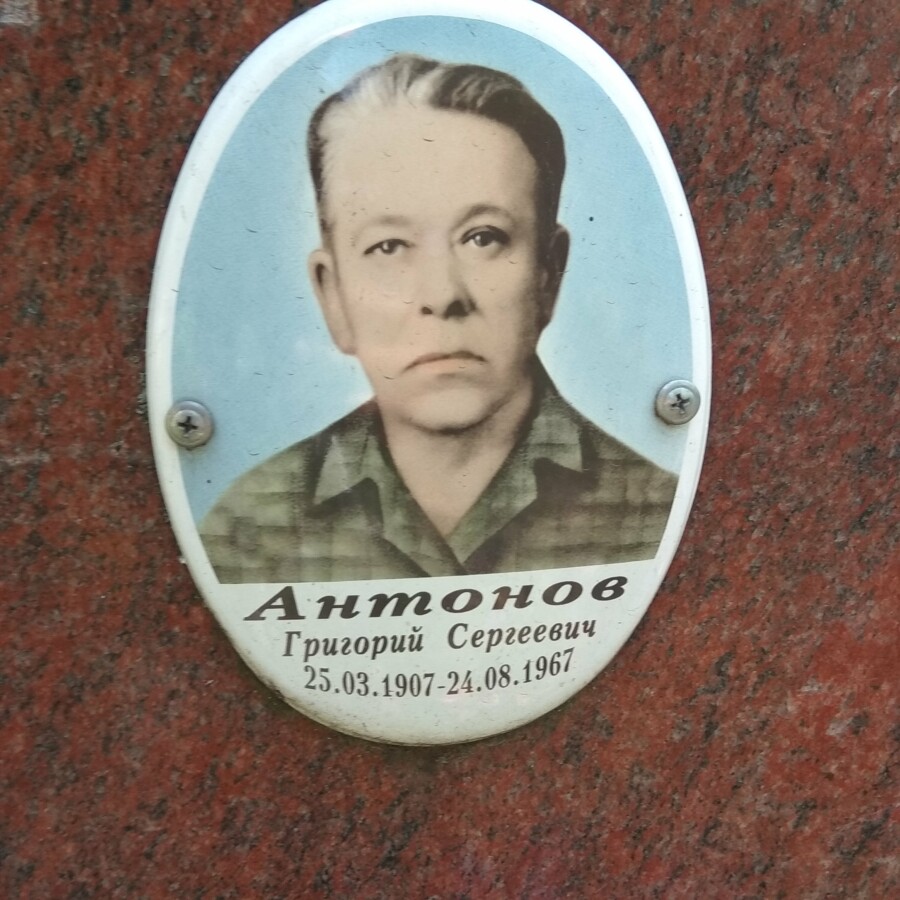 Антонов
Григорий Сергеевич
25.03.1907-24.08.1967